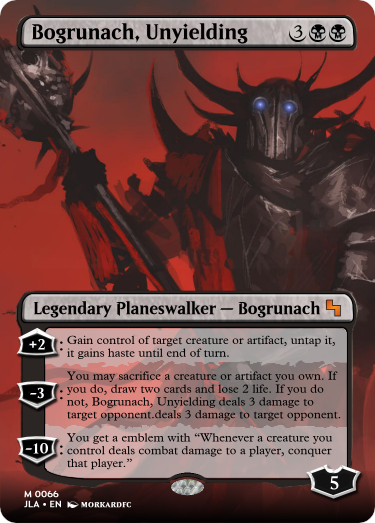 Bogrunach, Unyielding 3
Legendary Planeswalker — Bogrunach
+2: Gain control of target creature or artifact, untap it,
it gains haste until end of turn.
You may sacrifice a creature or artifact you own. If
-3: you do, draw two cards and lose 2 life. If you do
not, Bogrunach, Unyielding deals 3 damage to
target opponent.deals 3 damage to target opponent.
You get a emblem with “Whenever a creature you
-10: control deals combat damage to a player, conquer
that player.”
5
M 0066
JLA • EN MORKARDFC